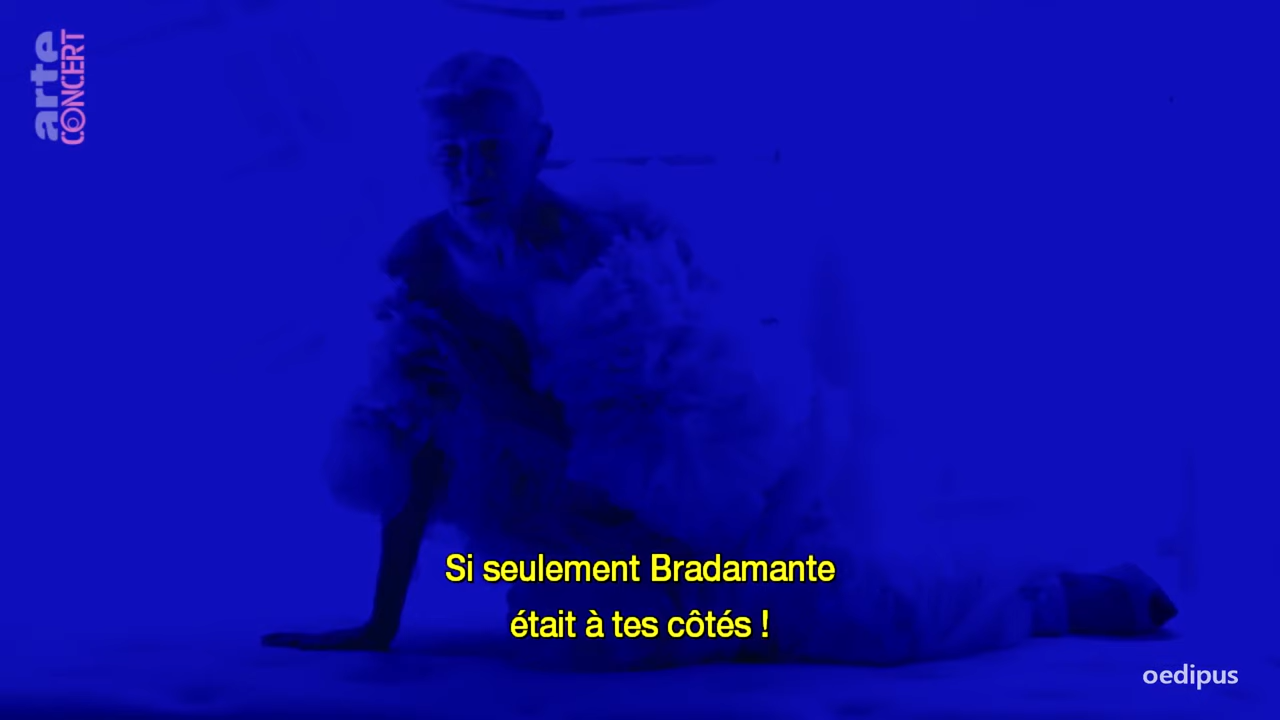 arte
CONCERT
Si seulement Bradamante
était à tes côtés !
oedipus